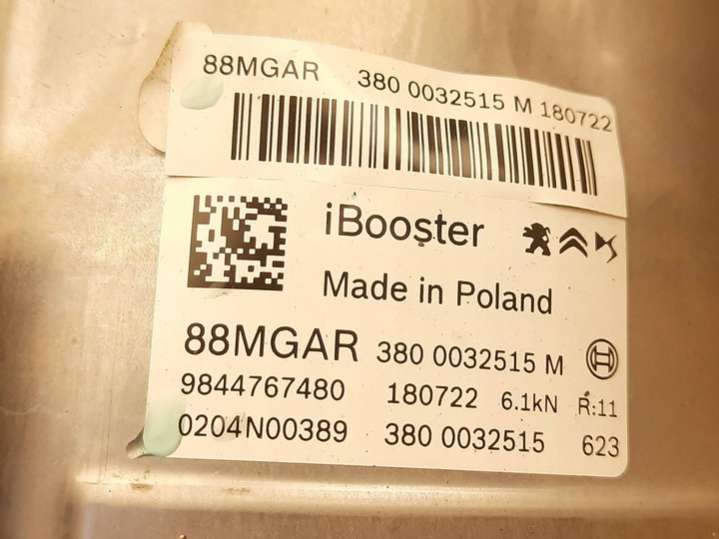 88MGAR 380 0032515 M 180722
iBooster
Made in Poland
88MGAR 380 0032515 M
9844767480 180722 6.1kN R:11
0204N00389 380 0032515 623